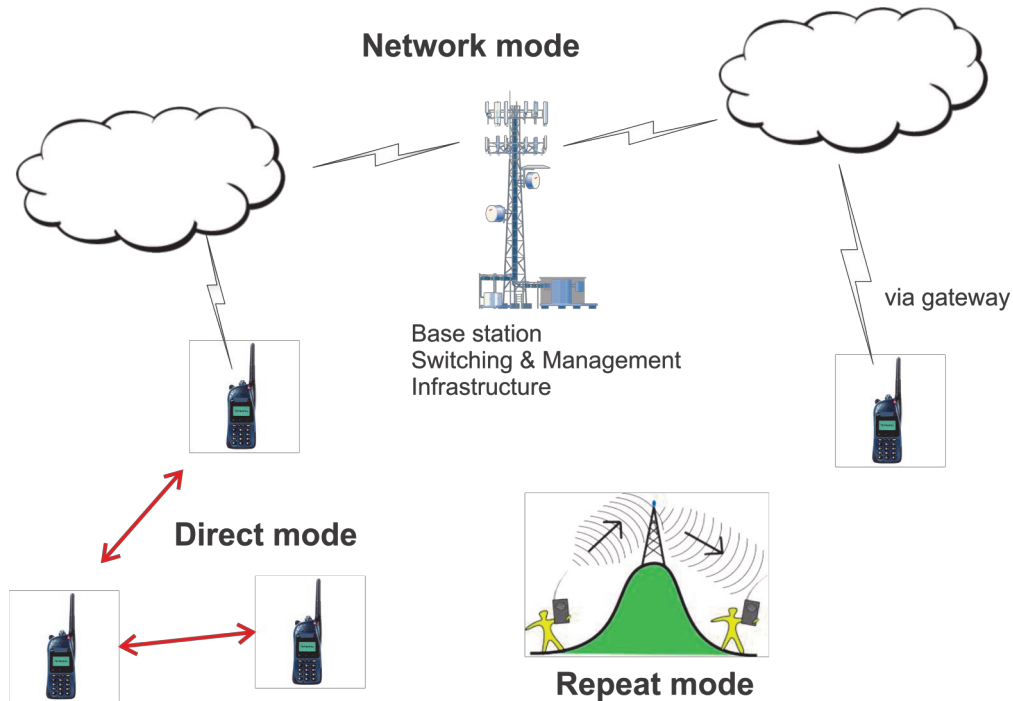 Network mode
via gateway
Base station
Switching & Management
Infrastructure
Direct mode
Repeat mode